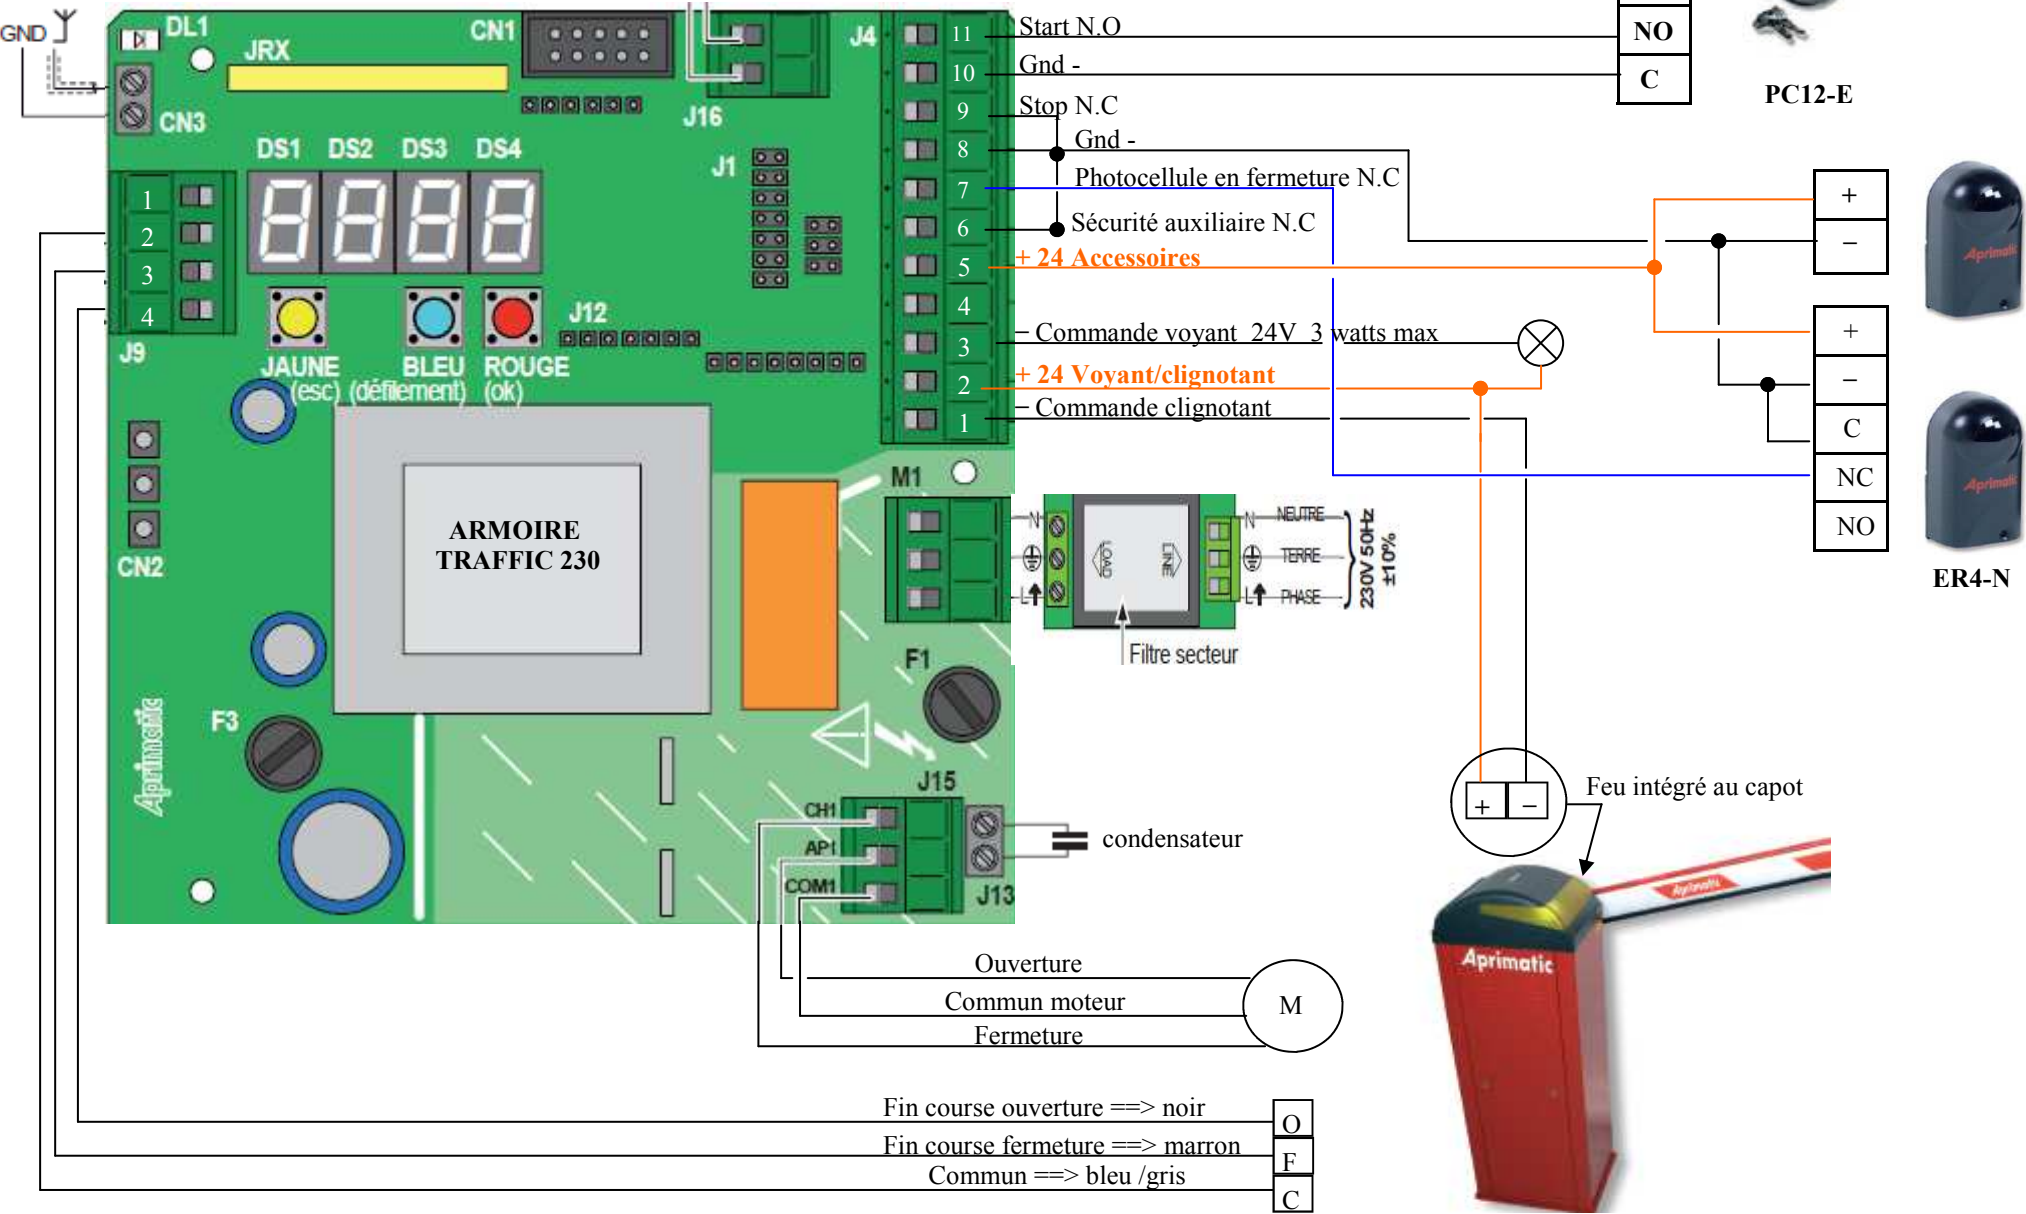 GND
DL1
JRX
CN1
CN3
J16
J4
J1
DS1 DS2 DS3 DS4
1
2
3
4
J9
JAUNE
(esc)
BLEU
(défilement)
ROUGE
(ok)
J12
CN2
ARMOIRE
TRAFFIC 230
F3
Aprimatic
11
10
9
8
7
6
5
4
3
2
1
Start N.O
Gnd -
Stop N.C
Gnd -
Photocellule en fermeture N.C
Sécurité auxiliaire N.C
+ 24 Accessoires
– Commande voyant 24V 3 watts max
+ 24 Voyant/clignotant
– Commande clignotant
NO
C
PC12-E
+
–
Aprimatic
+
–
C
NC
NO
Aprimatic
ER4-N
M1
N
L
LOAD
LINE
N NEUTRE
TERRE
L PHASE
230V 50Hz
±10%
Filtre secteur
F1
J15
CH1
AP1
COM1
J13
condensateur
+ –
Feu intégré au capot
Aprimatic
Aprimatic
Ouverture
Commun moteur
Fermeture
M
Fin course ouverture ==> noir
O
Fin course fermeture ==> marron
F
Commun ==> bleu /gris
C